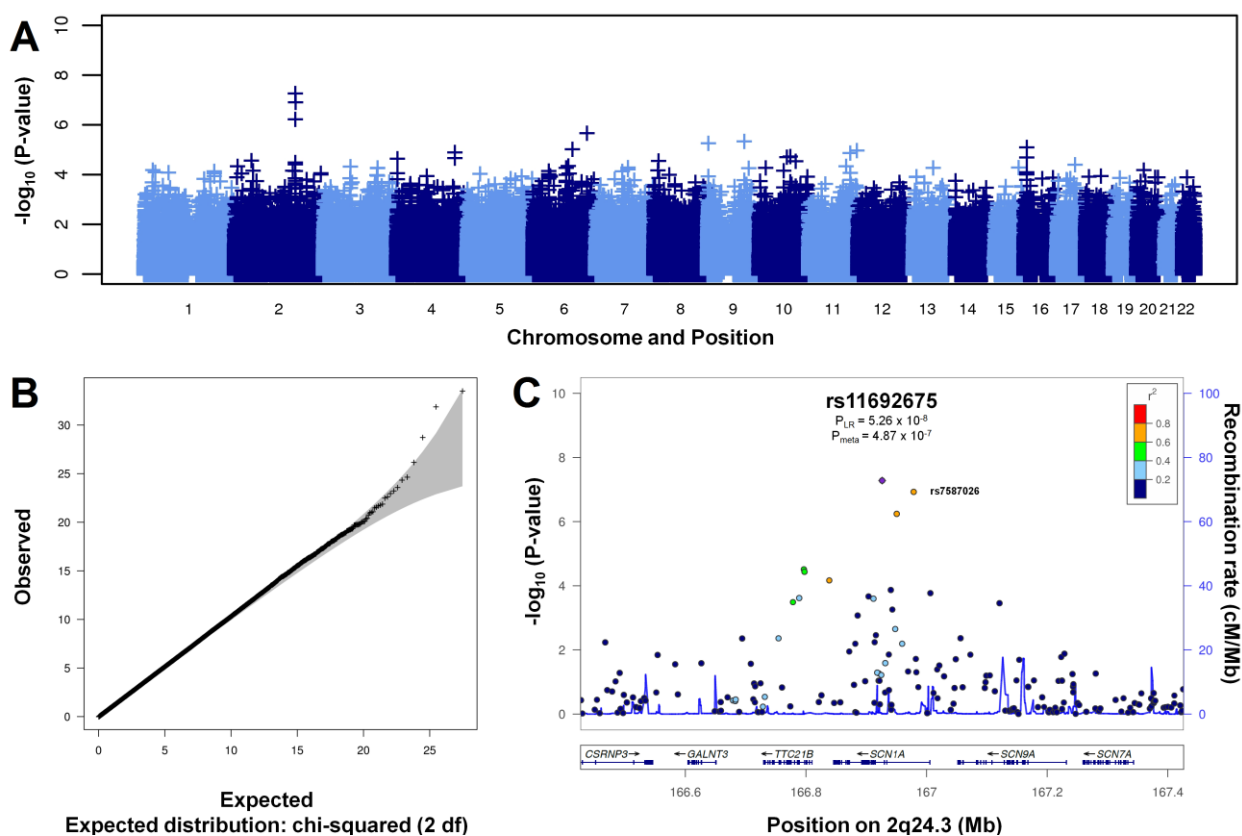 A
10
8
6
4
2
0
-log10 (P-value)
1 2 3 4 5 6 7 8 9 10 11 12 13 14 15 16 17 18 19 20 21 22
Chromosome and Position
B
30
25
20
15
10
5
0
Observed
0 5 10 15 20 25
Expected
Expected distribution: chi-squared (2 df)
C
rs11692675
PLR = 5.26 x 10-8
Pmeta = 4.87 x 10-7
rs7587026
r2
0.8
0.6
0.4
0.2
10
8
6
4
2
0
-log10 (P-value)
100
80
60
40
20
0
Recombination rate (cM/Mb)
CSRNP3→ ←GALNT3 ←TTC21B ←SCN1A ←SCN9A ←SCN7A
166.6 166.8 167 167.2 167.4
Position on 2q24.3 (Mb)